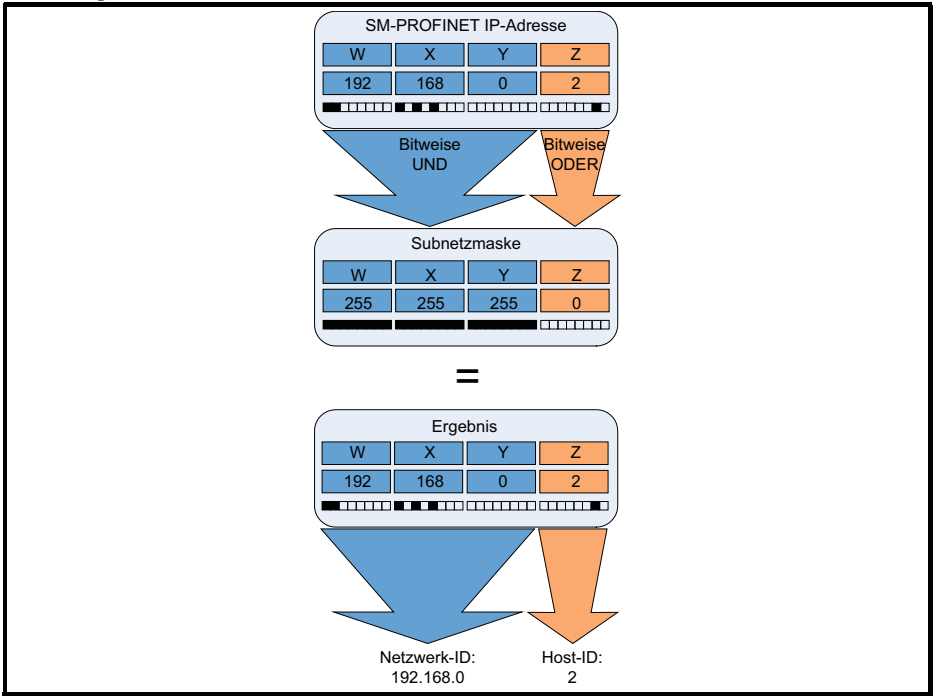 SM-PROFINET IP-Adresse
W X Y Z
192 168 0 2
Bitweise UND
Bitweise ODER
Subnetzmaske
W X Y Z
255 255 255 0
=
Ergebnis
W X Y Z
192 168 0 2
Netzwerk-ID:
192.168.0
Host-ID:
2